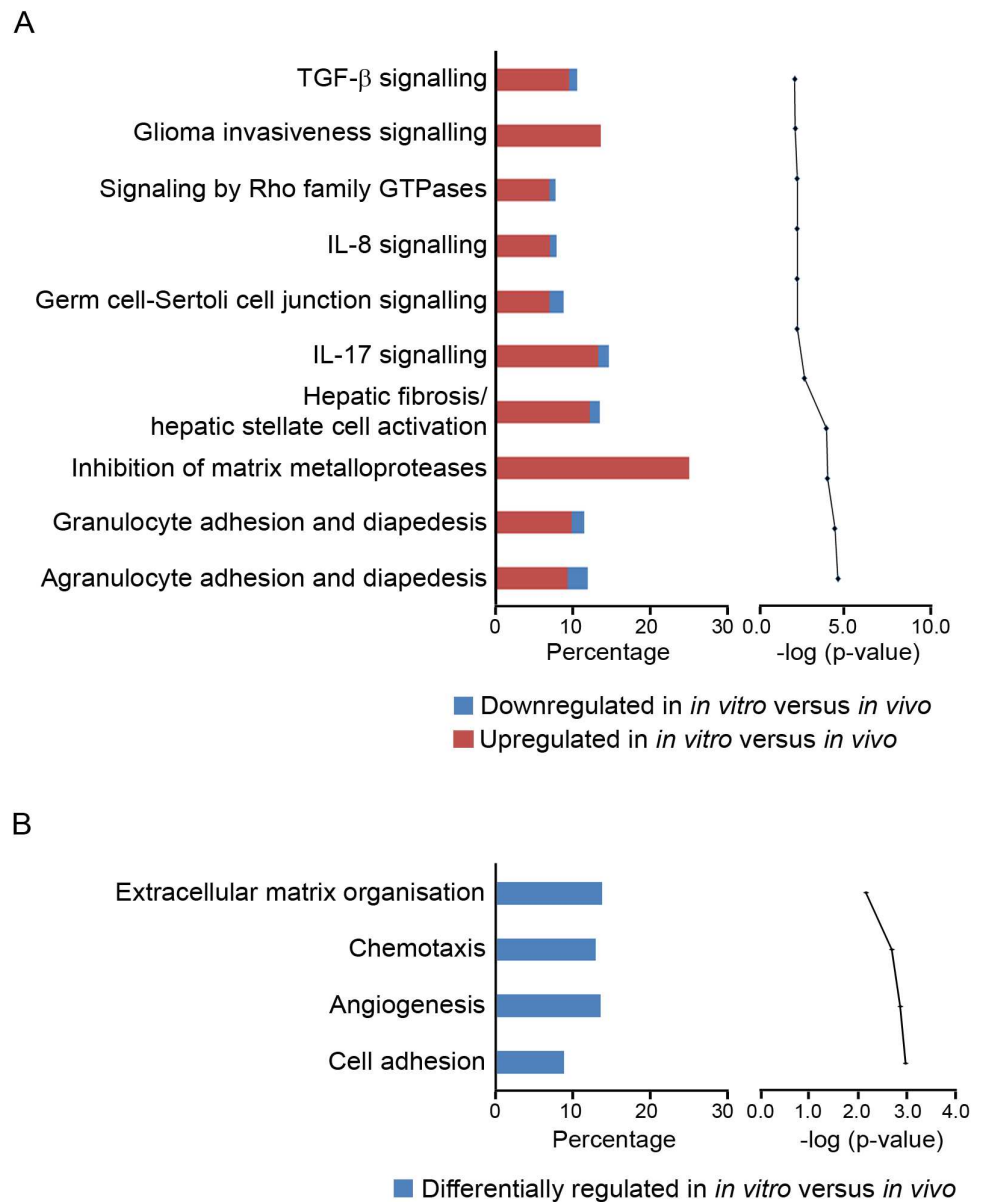 A
TGF-β signalling
Glioma invasiveness signalling
Signaling by Rho family GTPases
IL-8 signalling
Germ cell-Sertoli cell junction signalling
IL-17 signalling
Hepatic fibrosis/
hepatic stellate cell activation
Inhibition of matrix metalloproteases
Granulocyte adhesion and diapedesis
Agranulocyte adhesion and diapedesis
0 10 20 30 0.0 5.0 10.0
Percentage -log (p-value)
Downregulated in in vitro versus in vivo
Upregulated in in vitro versus in vivo
B
Extracellular matrix organisation
Chemotaxis
Angiogenesis
Cell adhesion
0 10 20 30 0.0 1.0 2.0 3.0 4.0
Percentage -log (p-value)
Differentially regulated in in vitro versus in vivo